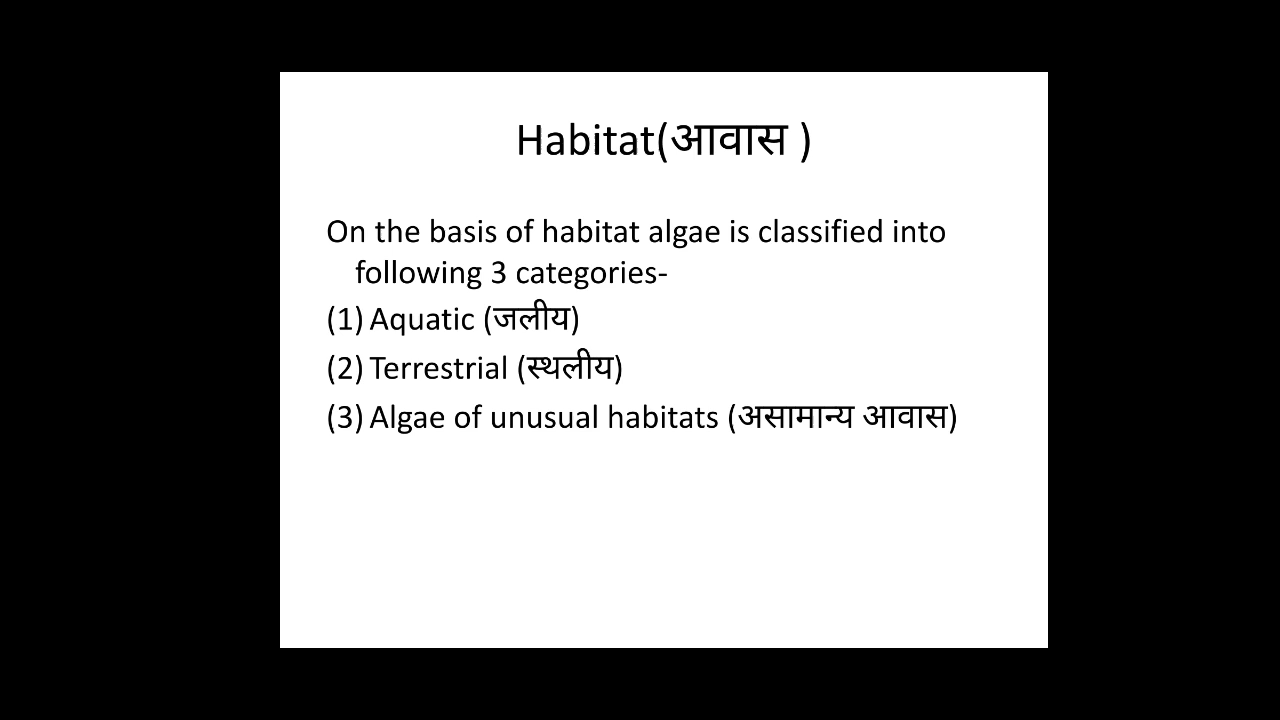 Habitat(आवास )
On the basis of habitat algae is classified into
following 3 categories-
(1) Aquatic (जलीय)
(2) Terrestrial (स्थलीय)
(3) Algae of unusual habitats (असामान्य आवास)